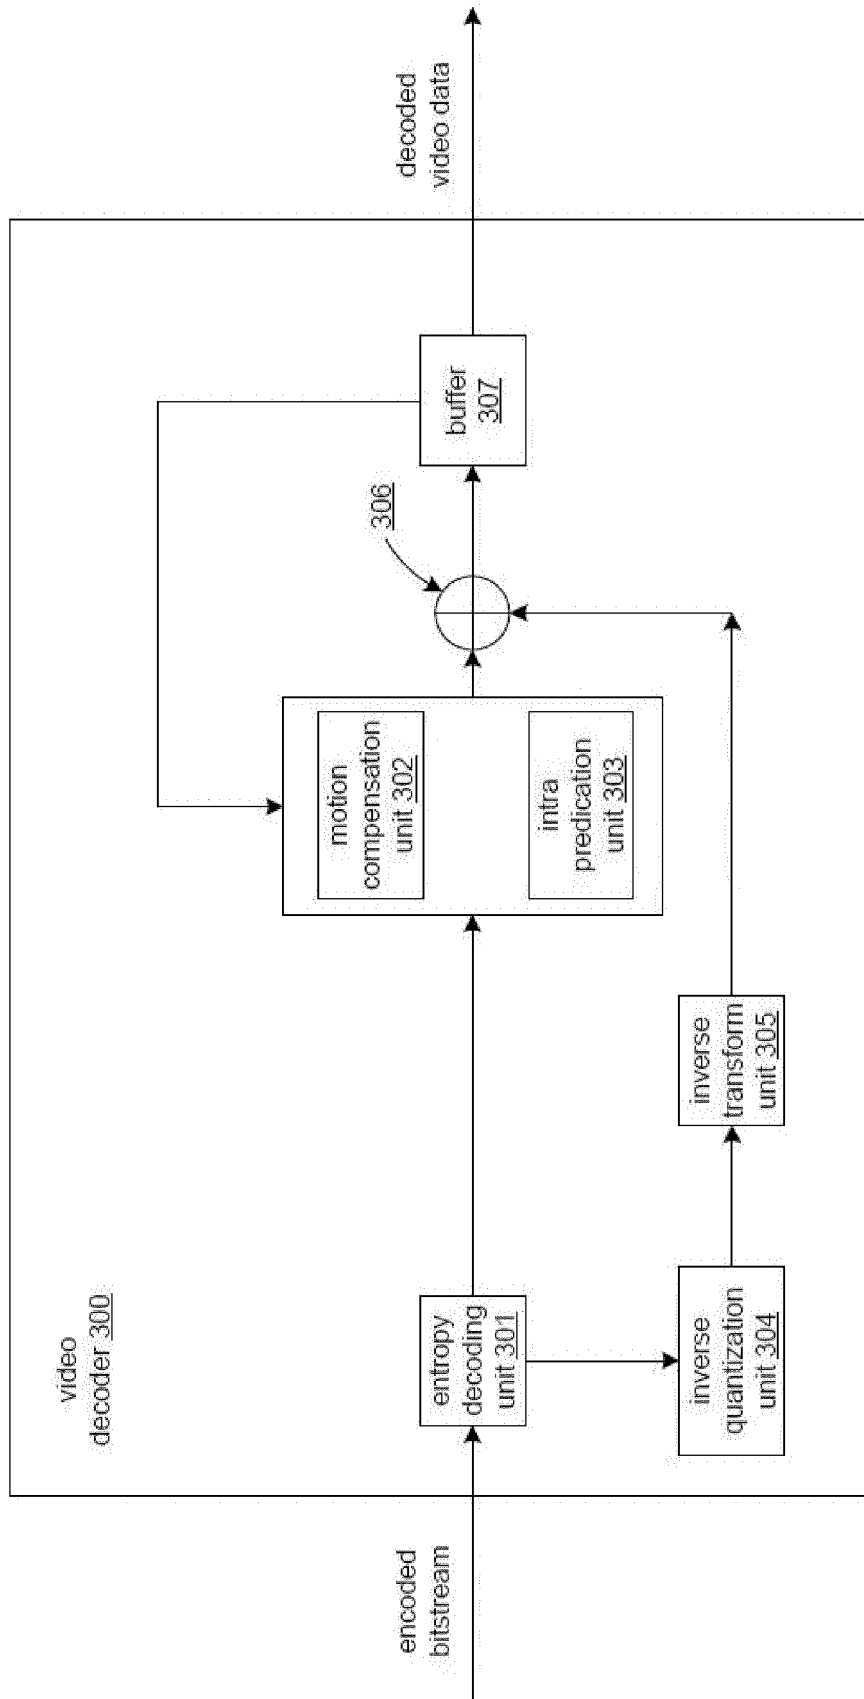 video
decoder 300
encoded
bitstream
entropy
decoding
unit 301
inverse
quantization
unit 304
inverse
transform
unit 305
motion
compensation
unit 302
intra
predication
unit 303
306
buffer
307
decoded
video data